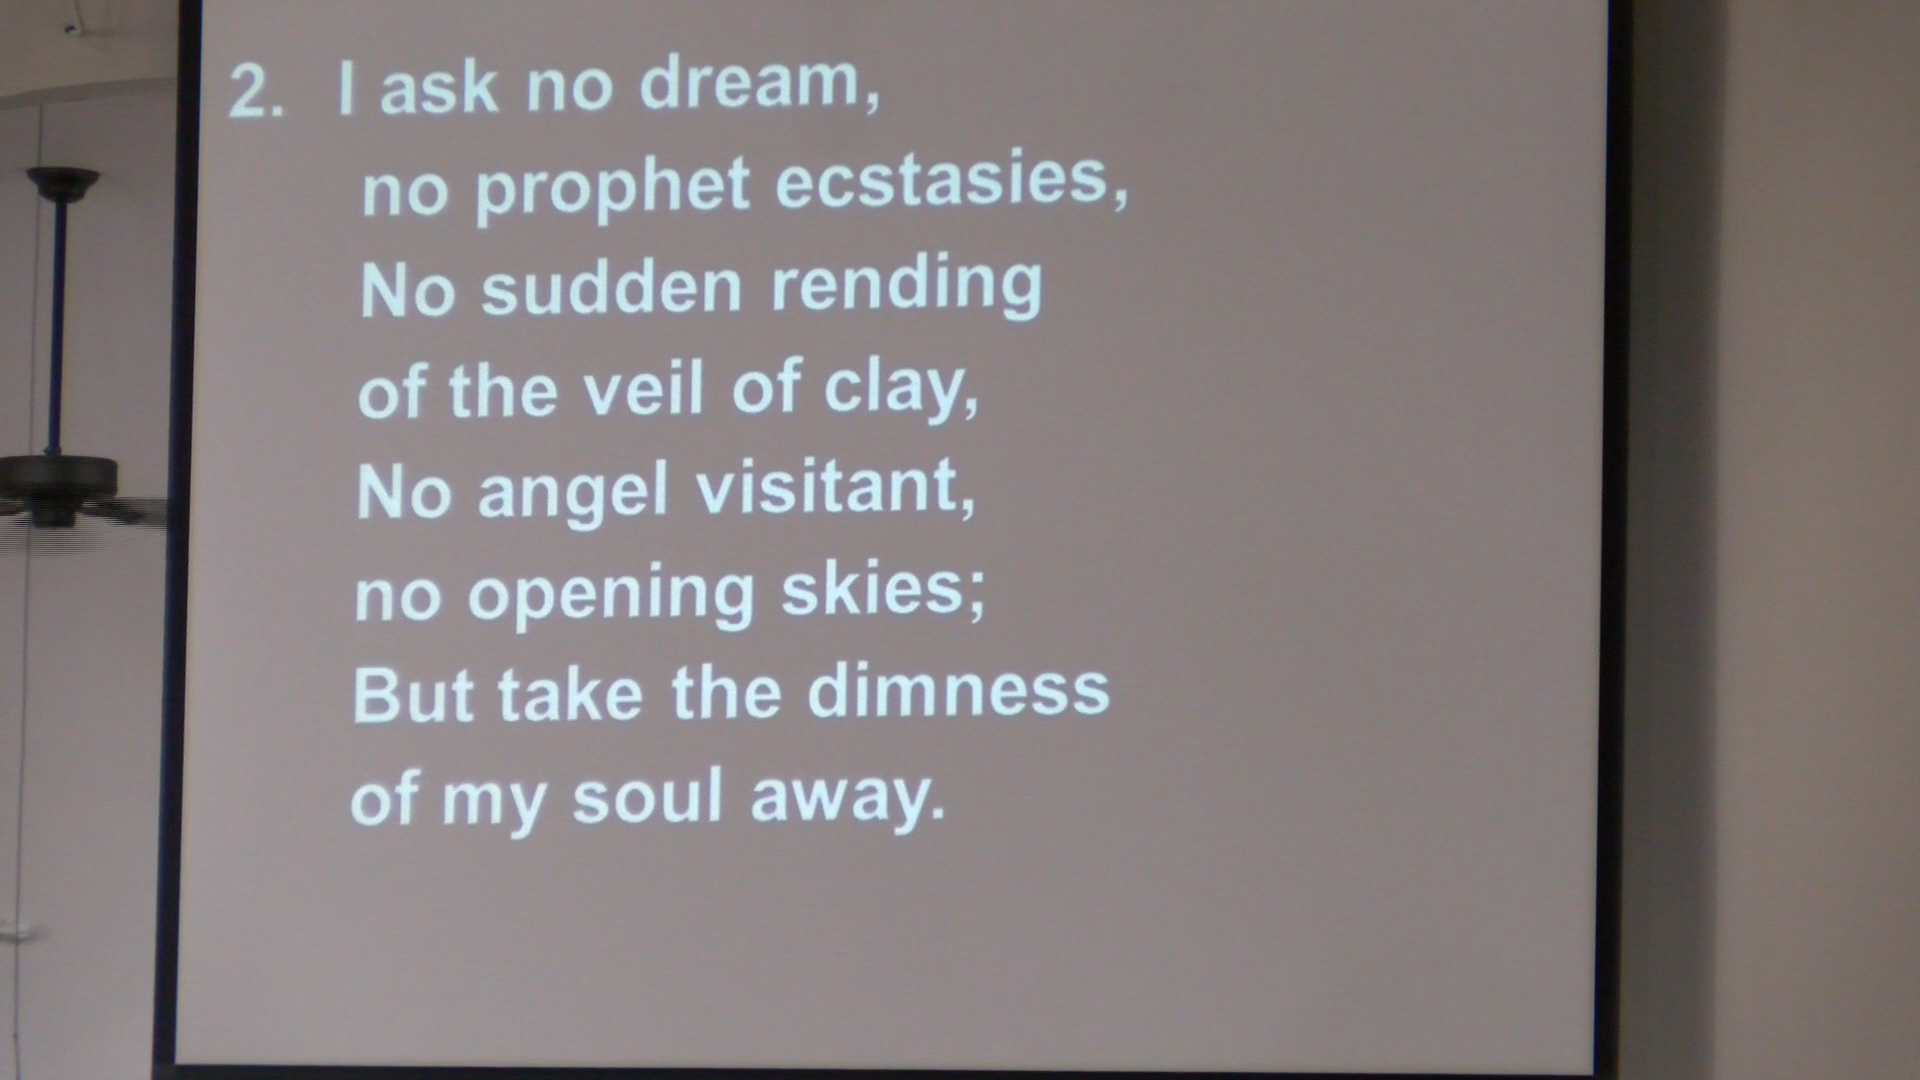 2. I ask no dream,
no prophet ecstasies,
No sudden rending
of the veil of clay,
No angel visitant,
no opening skies;
But take the dimness
of my soul away.